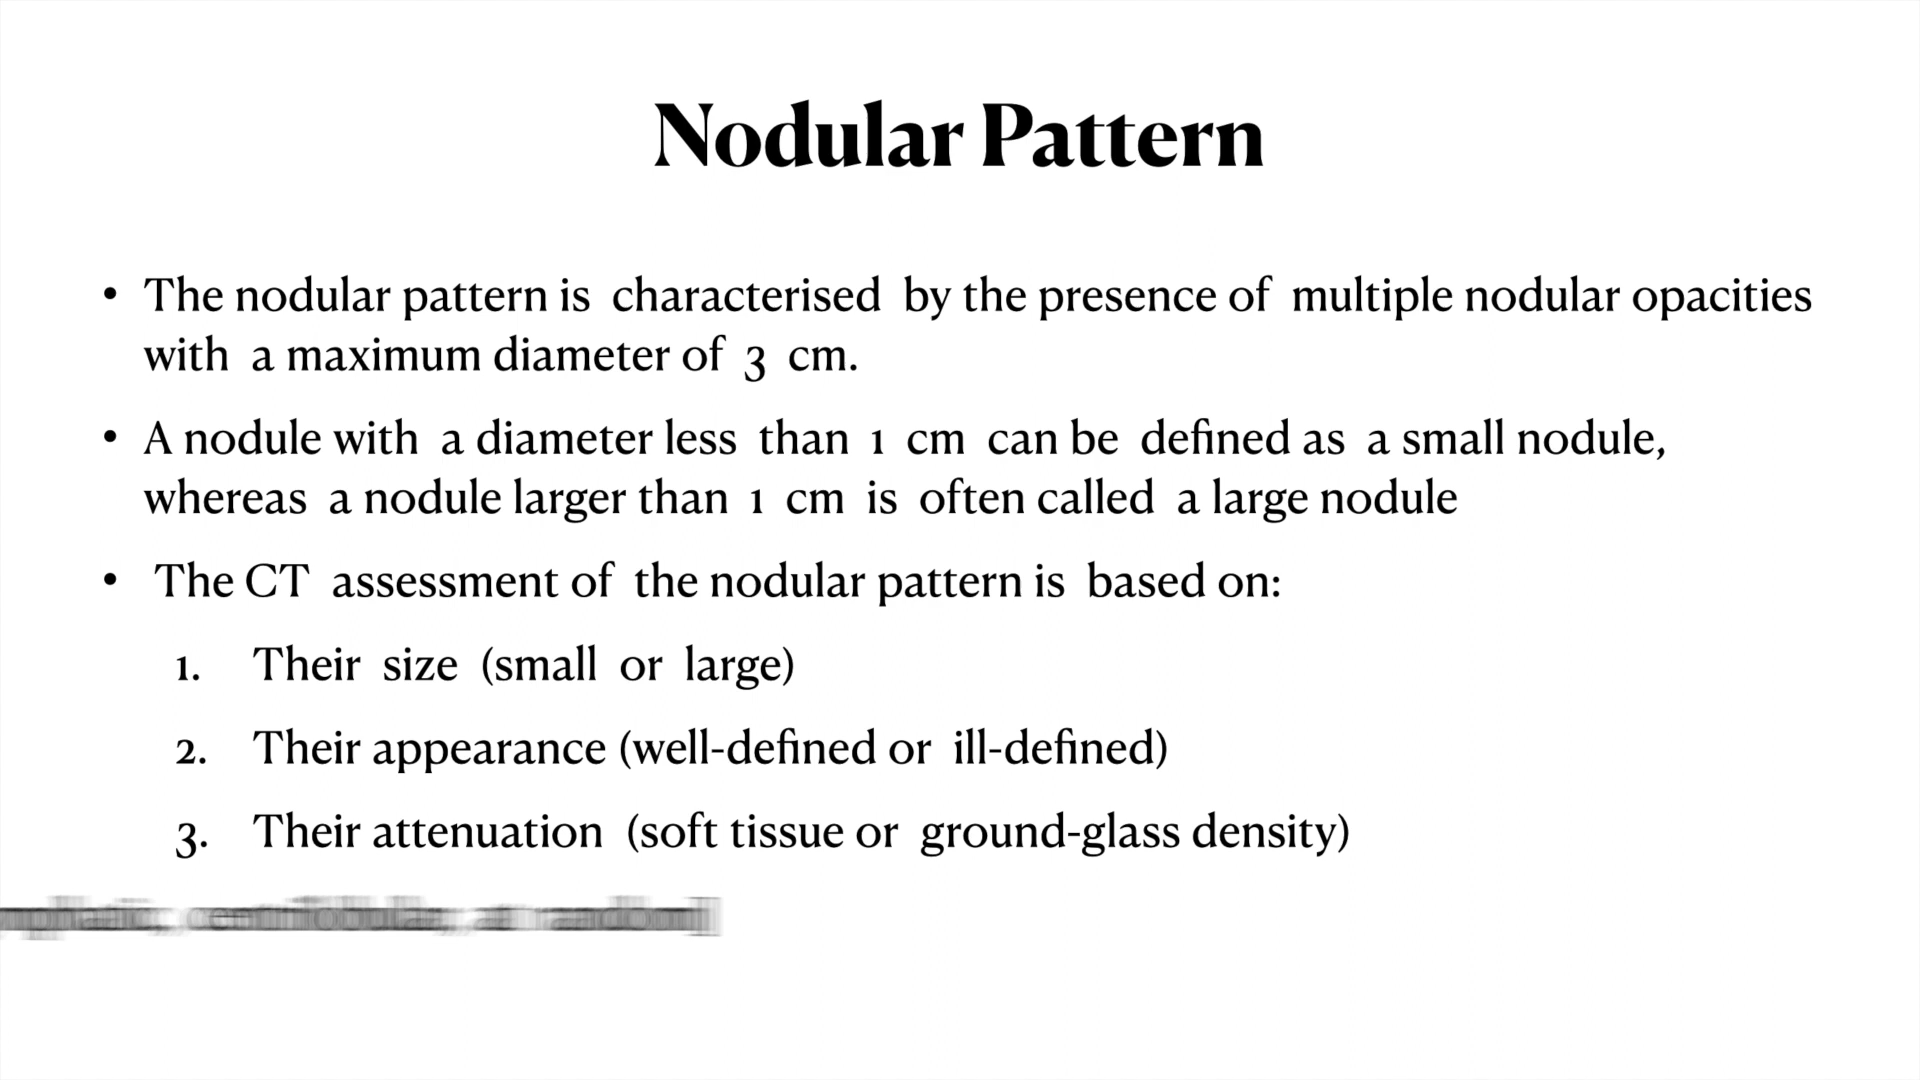 Nodular Pattern
• The nodular pattern is characterised by the presence of multiple nodular opacities
with a maximum diameter of 3 cm.
• A nodule with a diameter less than 1 cm can be defined as a small nodule,
whereas a nodule larger than 1 cm is often called a large nodule
• The CT assessment of the nodular pattern is based on:
1. Their size (small or large)
2. Their appearance (well-defined or ill-defined)
3. Their attenuation (soft tissue or ground-glass density)